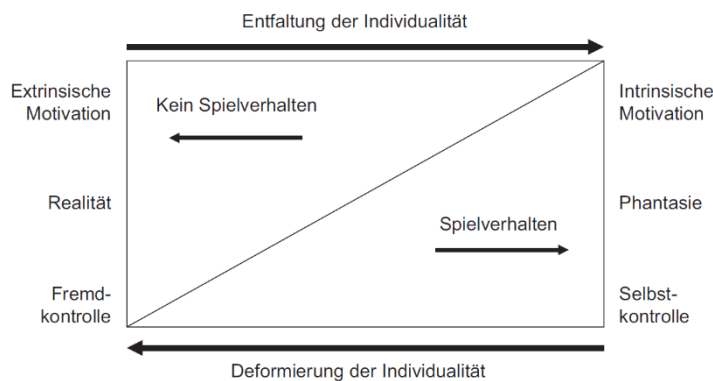 Entfaltung der Individualität
Extrinsische
Motivation
Kein Spielverhalten
Intrinsische
Motivation
Realität
Phantasie
Spielverhalten
Fremd-
kontrolle
Selbst-
kontrolle
Deformierung der Individualität